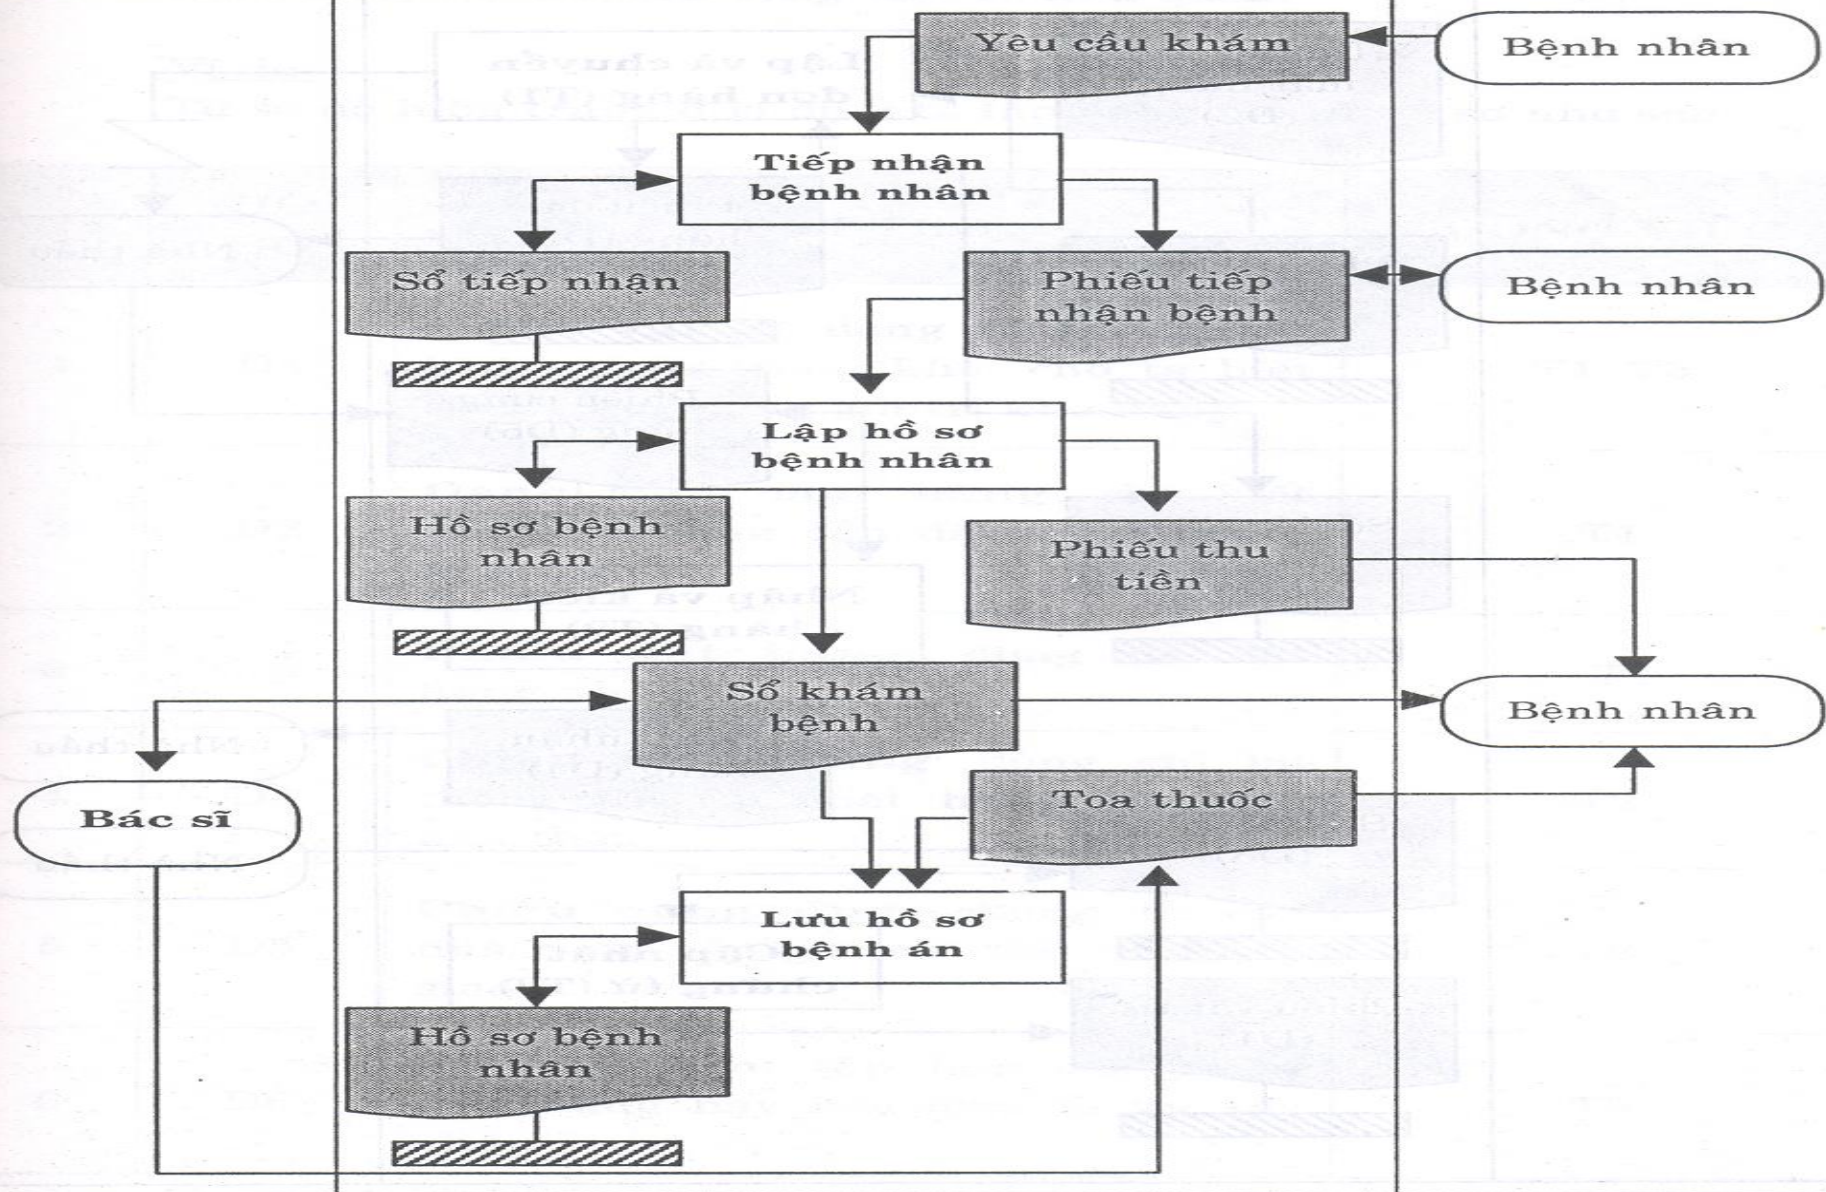 Yêu cầu khám
Bệnh nhân
Tiếp nhận
bệnh nhân
Sổ tiếp nhận
Phiếu tiếp
nhận bệnh
Bệnh nhân
Lập hồ sơ
bệnh nhân
Hồ sơ bệnh
nhân
Phiếu thu
tiền
Sổ khám
bệnh
Bệnh nhân
Bác sĩ
Toa thuốc
Lưu hồ sơ
bệnh án
Hồ sơ bệnh
nhân